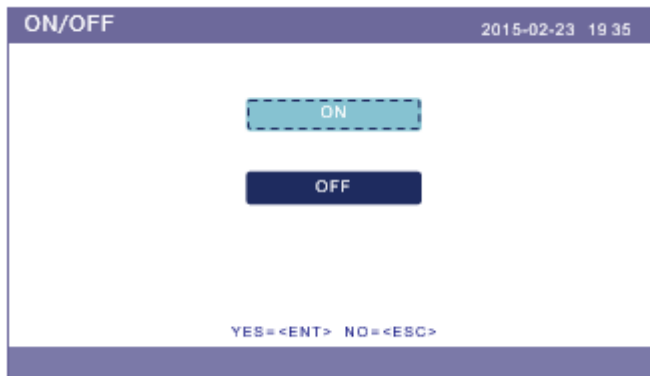 ON/OFF
2015-02-23 19 35
ON
OFF
YES=<ENT> NO=<ESC>